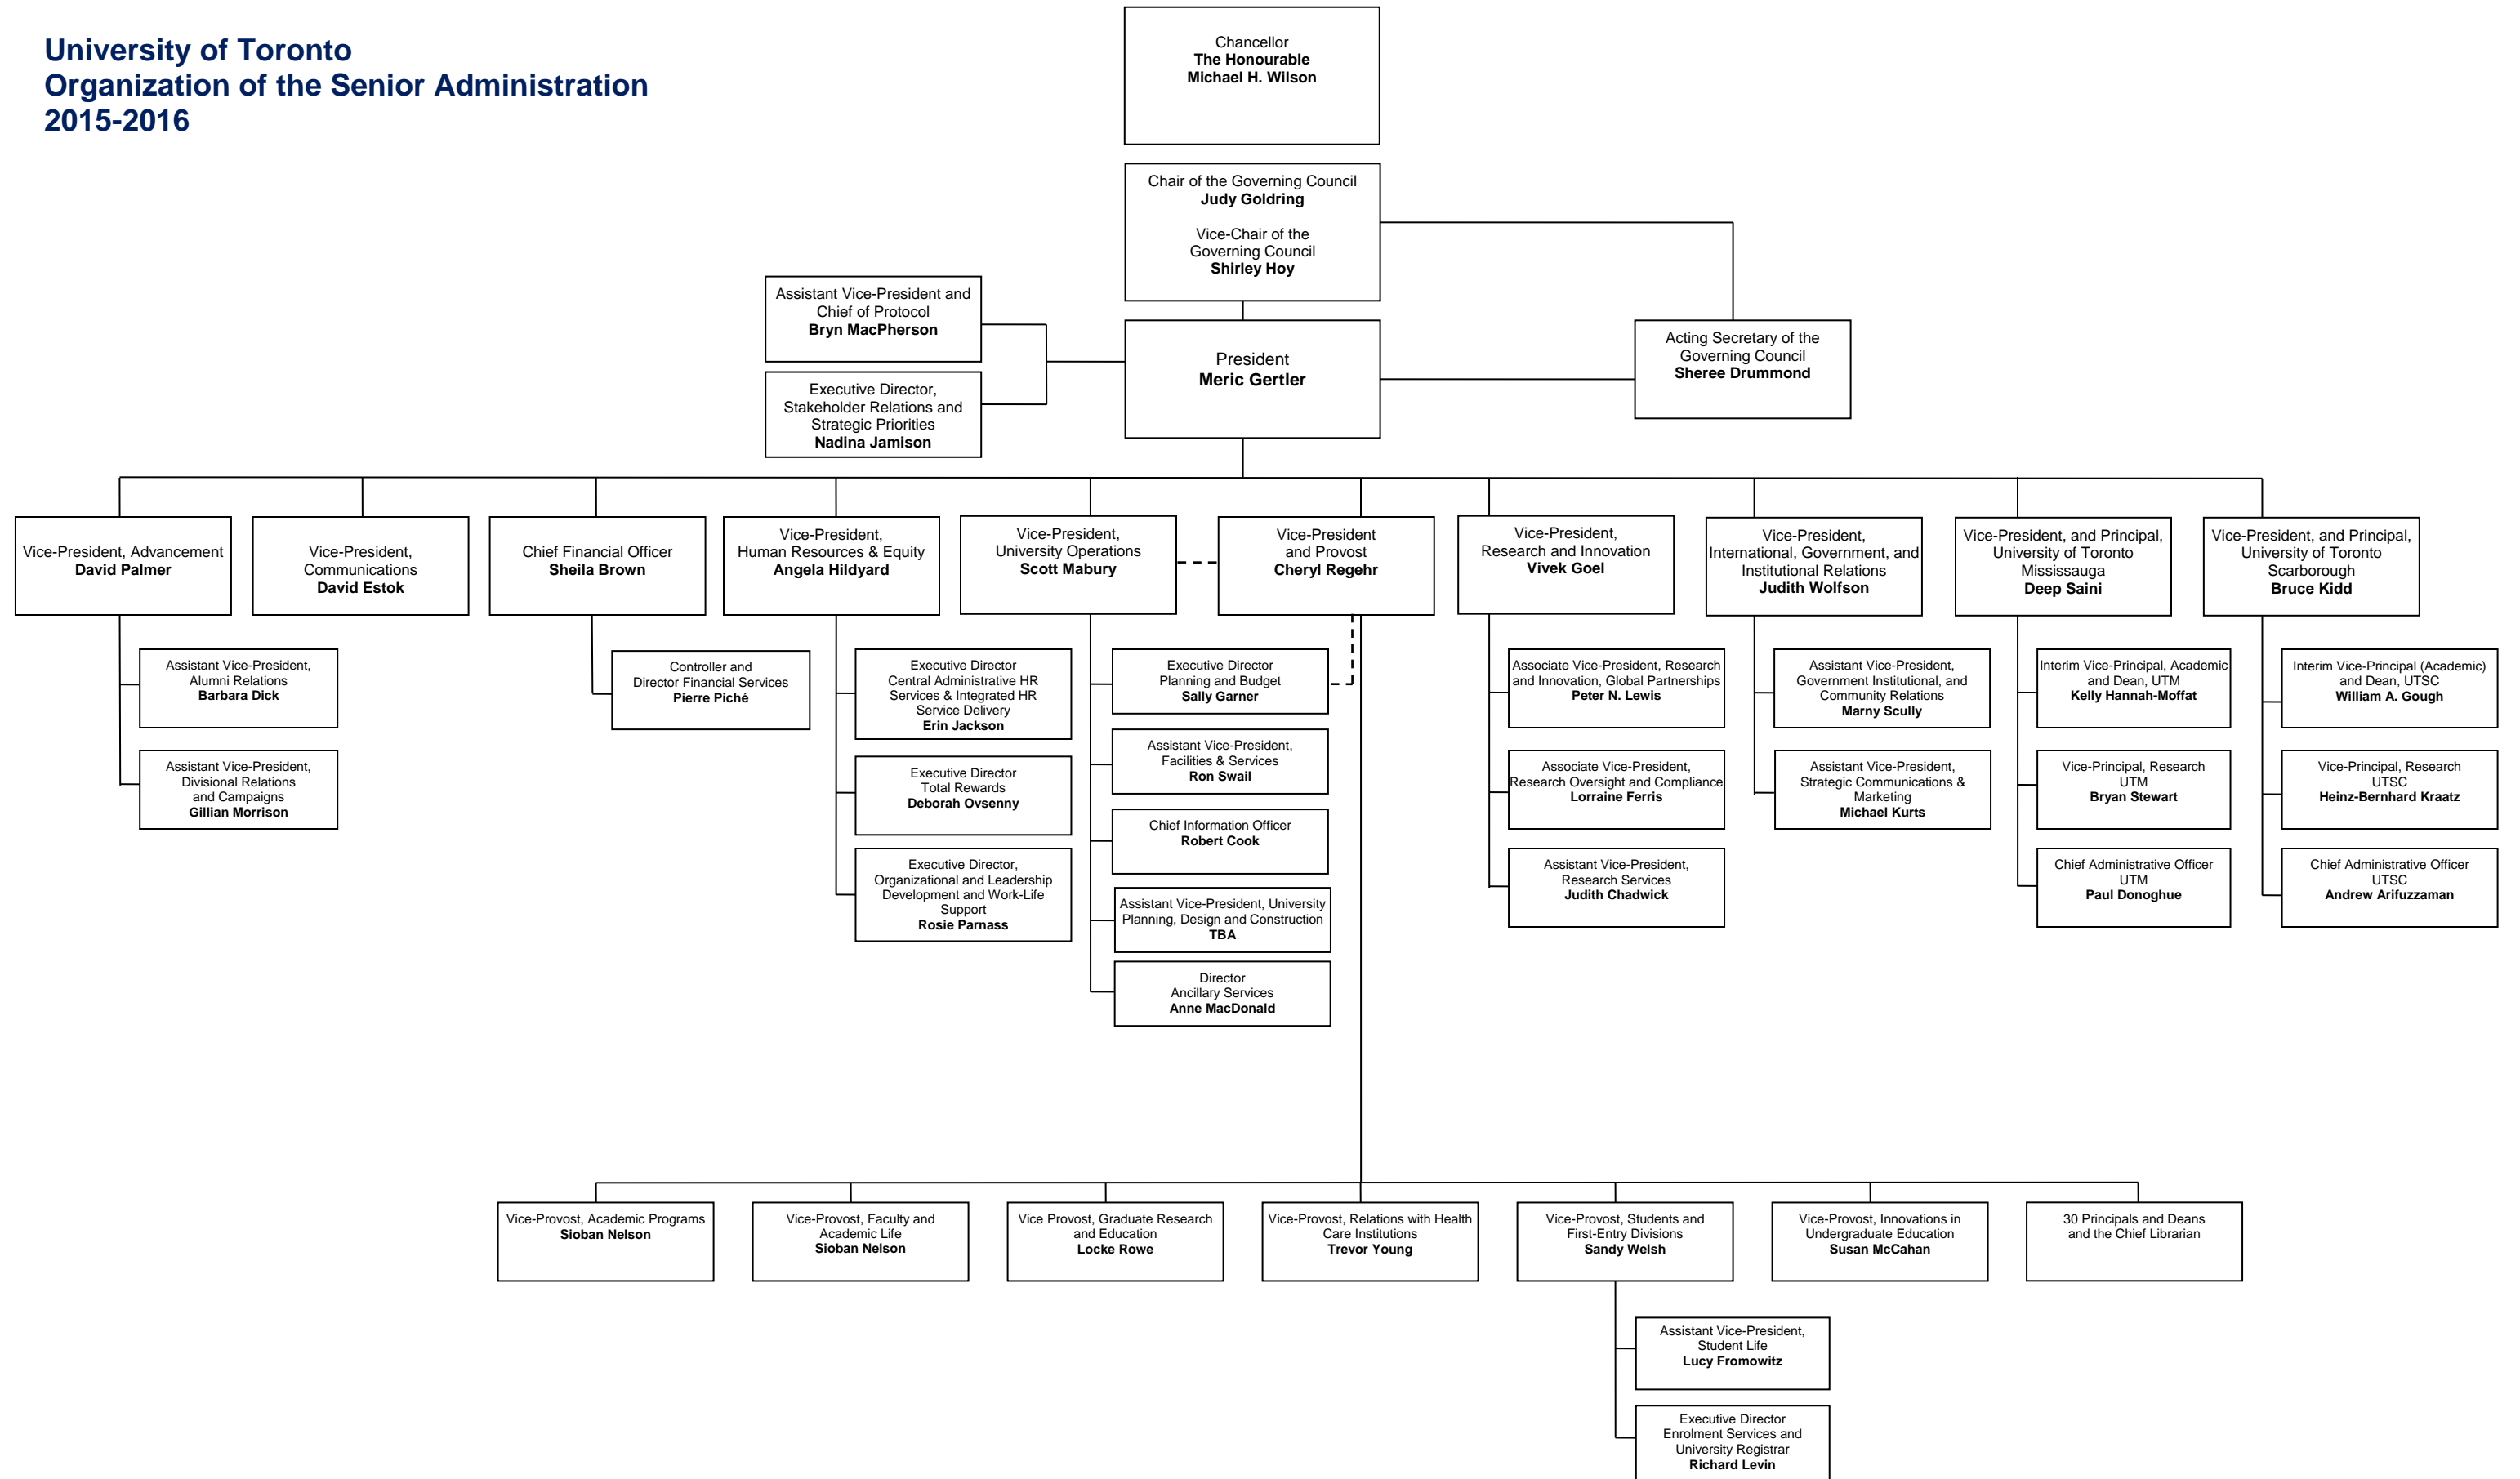 University of Toronto
Organization of the Senior Administration
2015-2016
Chancellor
The Honourable
Michael H. Wilson
Chair of the Governing Council
Judy Goldring
Vice-Chair of the
Governing Council
Shirley Hoy
Assistant Vice-President and
Chief of Protocol
Bryn MacPherson
Executive Director,
Stakeholder Relations and
Strategic Priorities
Nadina Jamison
President
Meric Gertler
Acting Secretary of the
Governing Council
Sheree Drummond
Vice-President, Advancement
David Palmer
Vice-President,
Communications
David Estok
Chief Financial Officer
Sheila Brown
Vice-President,
Human Resources & Equity
Angela Hildyard
Vice-President,
University Operations
Scott Mabury
Vice-President
and Provost
Cheryl Regehr
Vice-President,
Research and Innovation
Vivek Goel
Vice-President,
International, Government, and
Institutional Relations
Judith Wolfson
Vice-President, and Principal,
University of Toronto
Mississauga
Deep Saini
Vice-President, and Principal,
University of Toronto
Scarborough
Bruce Kidd
Assistant Vice-President,
Alumni Relations
Barbara Dick
Assistant Vice-President,
Divisional Relations
and Campaigns
Gillian Morrison
Controller and
Director Financial Services
Pierre Piché
Executive Director
Central Administrative HR
Services & Integrated HR
Service Delivery
Erin Jackson
Executive Director
Total Rewards
Deborah Ovsenny
Executive Director,
Organizational and Leadership
Development and Work-Life
Support
Rosie Parnass
Executive Director
Planning and Budget
Sally Garner
Assistant Vice-President,
Facilities & Services
Ron Swail
Chief Information Officer
Robert Cook
Assistant Vice-President, University
Planning, Design and Construction
TBA
Director
Ancillary Services
Anne MacDonald
Associate Vice-President, Research
and Innovation, Global Partnerships
Peter N. Lewis
Associate Vice-President,
Research Oversight and Compliance
Lorraine Ferris
Assistant Vice-President,
Research Services
Judith Chadwick
Assistant Vice-President,
Government Institutional, and
Community Relations
Marny Scully
Assistant Vice-President,
Strategic Communications &
Marketing
Michael Kurts
Interim Vice-Principal, Academic
and Dean, UTM
Kelly Hannah-Moffat
Vice-Principal, Research
UTM
Bryan Stewart
Chief Administrative Officer
UTM
Paul Donoghue
Interim Vice-Principal (Academic)
and Dean, UTSC
William A. Gough
Vice-Principal, Research
UTSC
Heinz-Bernhard Kraatz
Chief Administrative Officer
UTSC
Andrew Arifuzzaman
Vice-Provost, Academic Programs
Sioban Nelson
Vice-Provost, Faculty and
Academic Life
Sioban Nelson
Vice Provost, Graduate Research
and Education
Locke Rowe
Vice-Provost, Relations with Health
Care Institutions
Trevor Young
Vice-Provost, Students and
First-Entry Divisions
Sandy Welsh
Vice-Provost, Innovations in
Undergraduate Education
Susan McCahan
30 Principals and Deans
and the Chief Librarian
Assistant Vice-President,
Student Life
Lucy Fromowitz
Executive Director
Enrolment Services and
University Registrar
Richard Levin